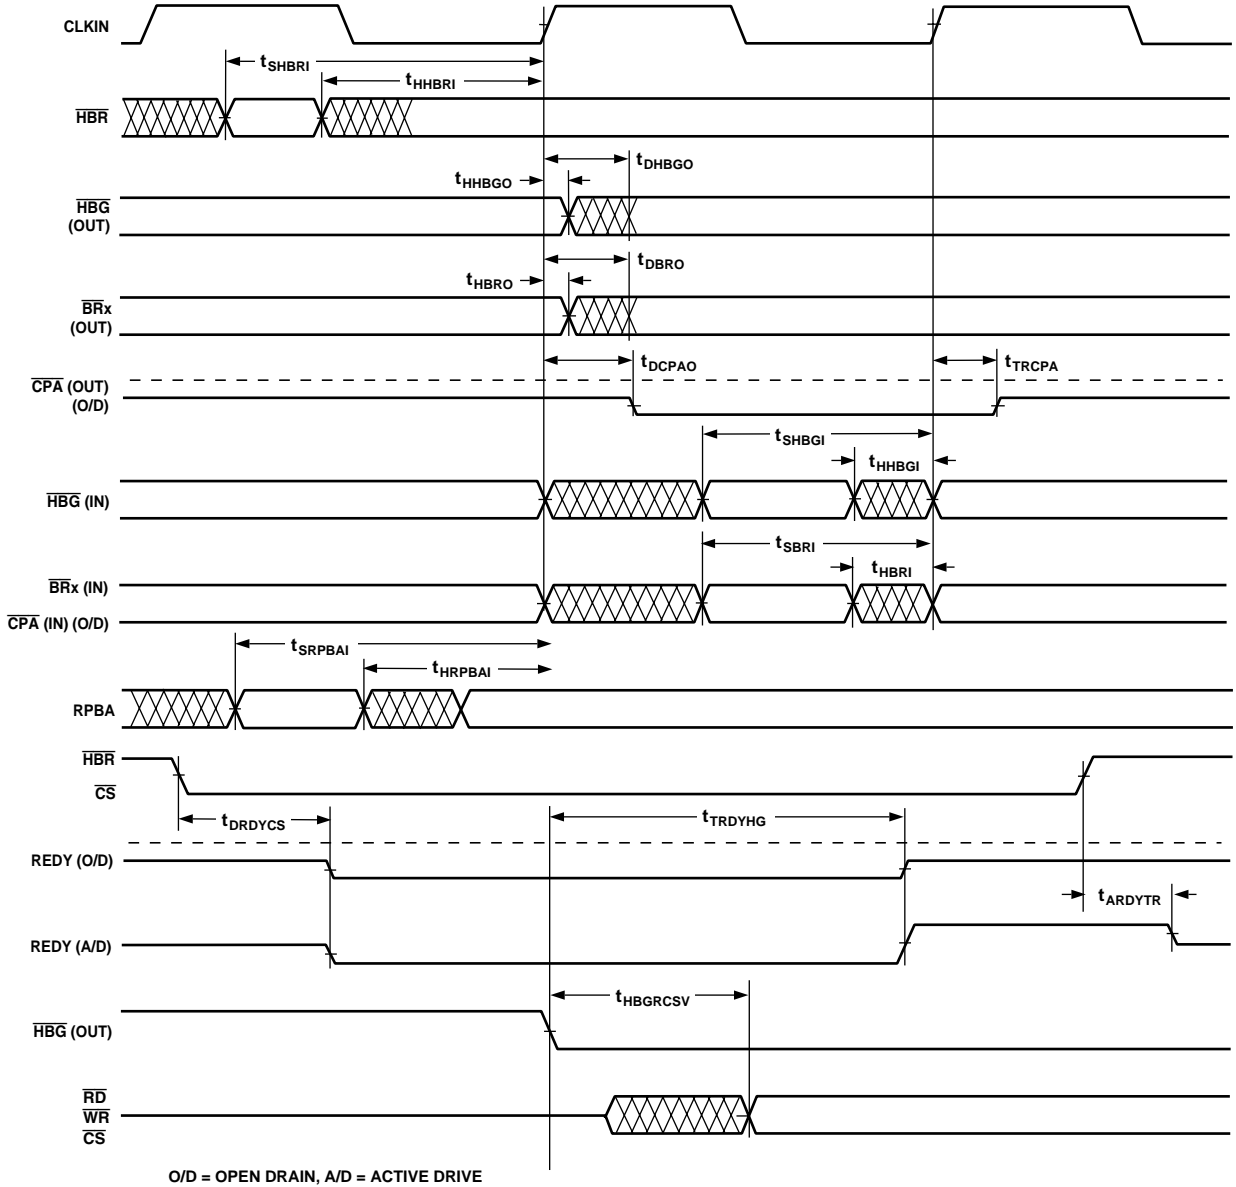 CLKIN
tSHBRI
tHHBRI
HBR
tDHBGO
tHHBGO
HBG
(OUT)
tDBRO
tHBRO
BRx
(OUT)
tDCPAO
tTRCPA
CPA (OUT)
(O/D)
tSHBGI
tHHBGI
HBG (IN)
tSBRI
tHBRI
BRx (IN)
CPA (IN) (O/D)
tSRPBAI
tHRPBAI
RPBA
HBR
CS
tDRDYCS
tTRDYHG
REDY (O/D)
tARDYTR
REDY (A/D)
tHBGRCSV
HBG (OUT)
RD
WR
CS
O/D = OPEN DRAIN, A/D = ACTIVE DRIVE